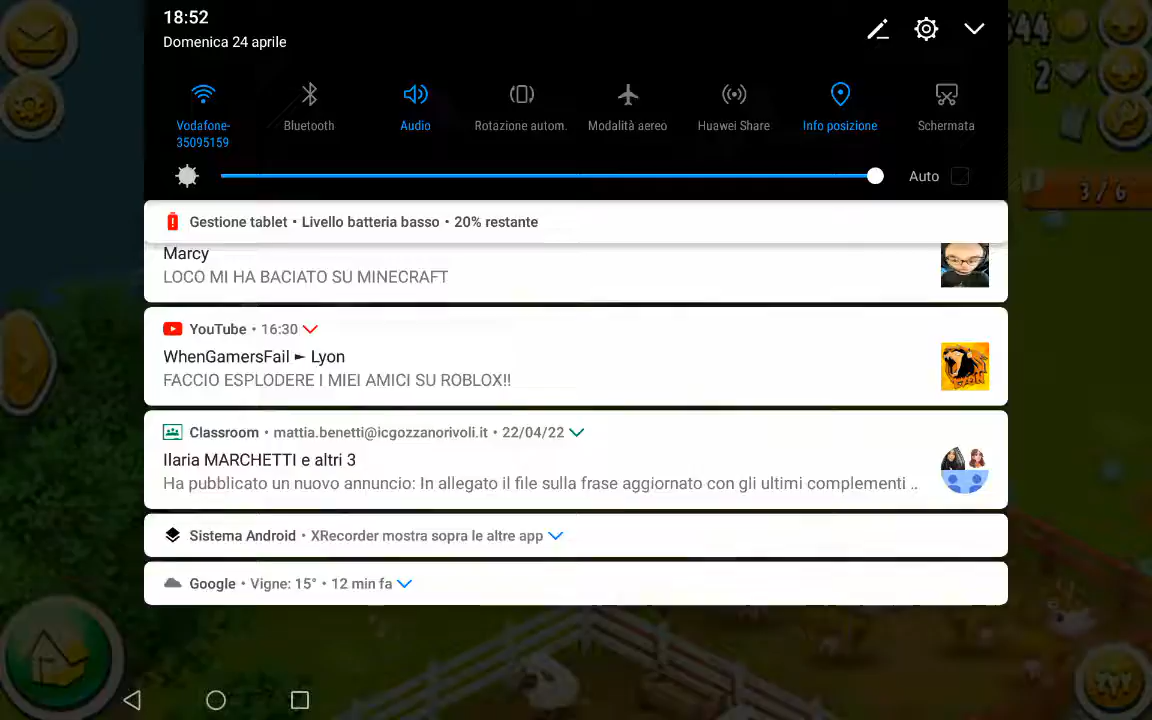 18:52
Domenica 24 aprile
Vodafone-
35095159
Bluetooth
Audio
Rotazione autom.
Modalità aereo
Huawei Share
Info posizione
Schermata
Auto
Gestione tablet • Livello batteria basso • 20% restante
Marcy
LOCO MI HA BACIATO SU MINECRAFT
YouTube • 16:30
WhenGamersFail ► Lyon
FACCIO ESPLODERE I MIEI AMICI SU ROBLOX!!
Classroom • mattia.benetti@icgozzanorivoli.it • 22/04/22
Ilaria MARCHETTI e altri 3
Ha pubblicato un nuovo annuncio: In allegato il file sulla frase aggiornato con gli ultimi complementi ..
Sistema Android • XRecorder mostra sopra le altre app
Google • Vigne: 15° • 12 min fa
2
3 / 6